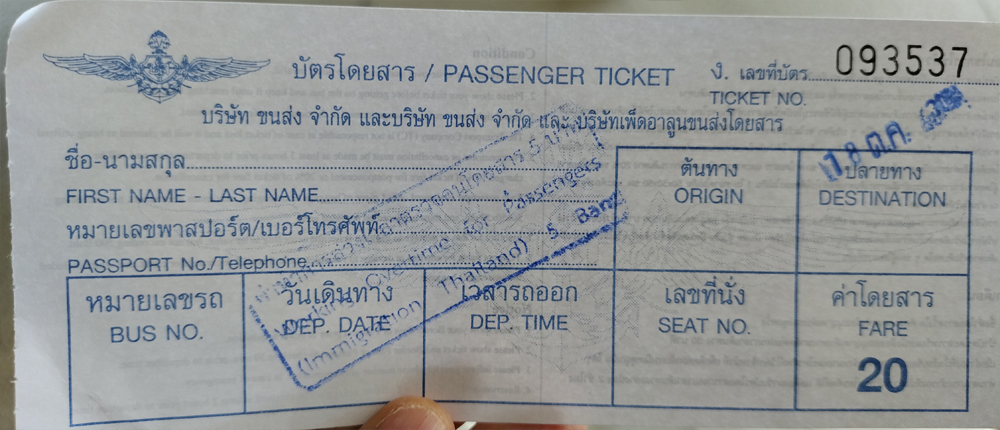 บัตรโดยสาร / PASSENGER TICKET
ง. เลขที่บัตร 093537
TICKET NO.
บริษัท ขนส่ง จำกัด และบริษัท ขนส่ง จำกัด และ บริษัทเพ็ดอาลูนขนส่งโดยสาร
18 ต.ค.
ชื่อ-นามสกุล
FIRST NAME - LAST NAME
หมายเลขพาสปอร์ต/เบอร์โทรศัพท์
PASSPORT No./Telephone
ต้นทาง
ORIGIN
ปลายทาง
DESTINATION
Working Overtime for Passengers
(Immigration Thailand) 5 Baht
หมายเลขรถ
BUS NO.
วันเดินทาง
DEP. DATE
เวลารถออก
DEP. TIME
เลขที่นั่ง
SEAT NO.
ค่าโดยสาร
FARE
20